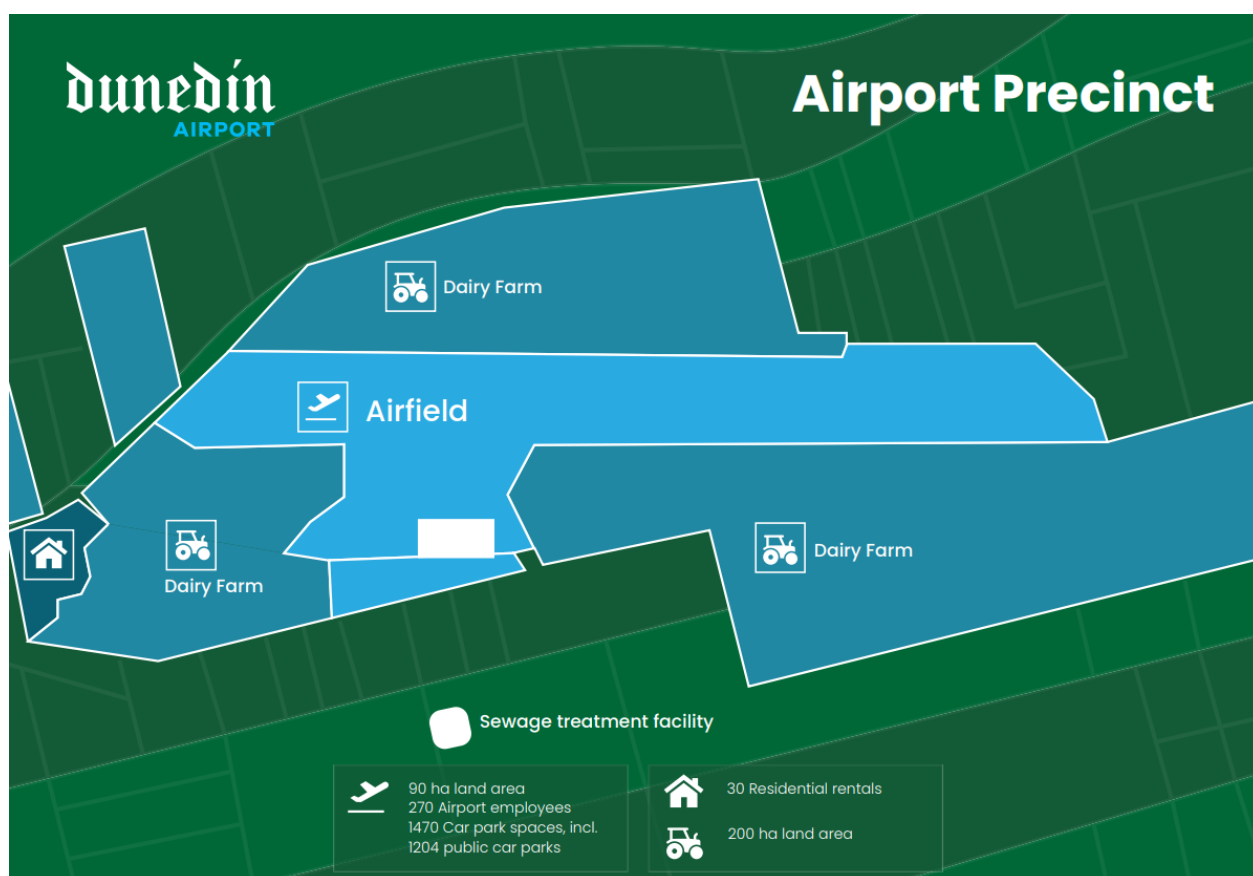 dunedin
AIRPORT
Airport Precinct
Dairy Farm
Airfield
Dairy Farm
Dairy Farm
Sewage treatment facility
90 ha land area
270 Airport employees
1470 Car park spaces, incl.
1204 public car parks
30 Residential rentals
200 ha land area